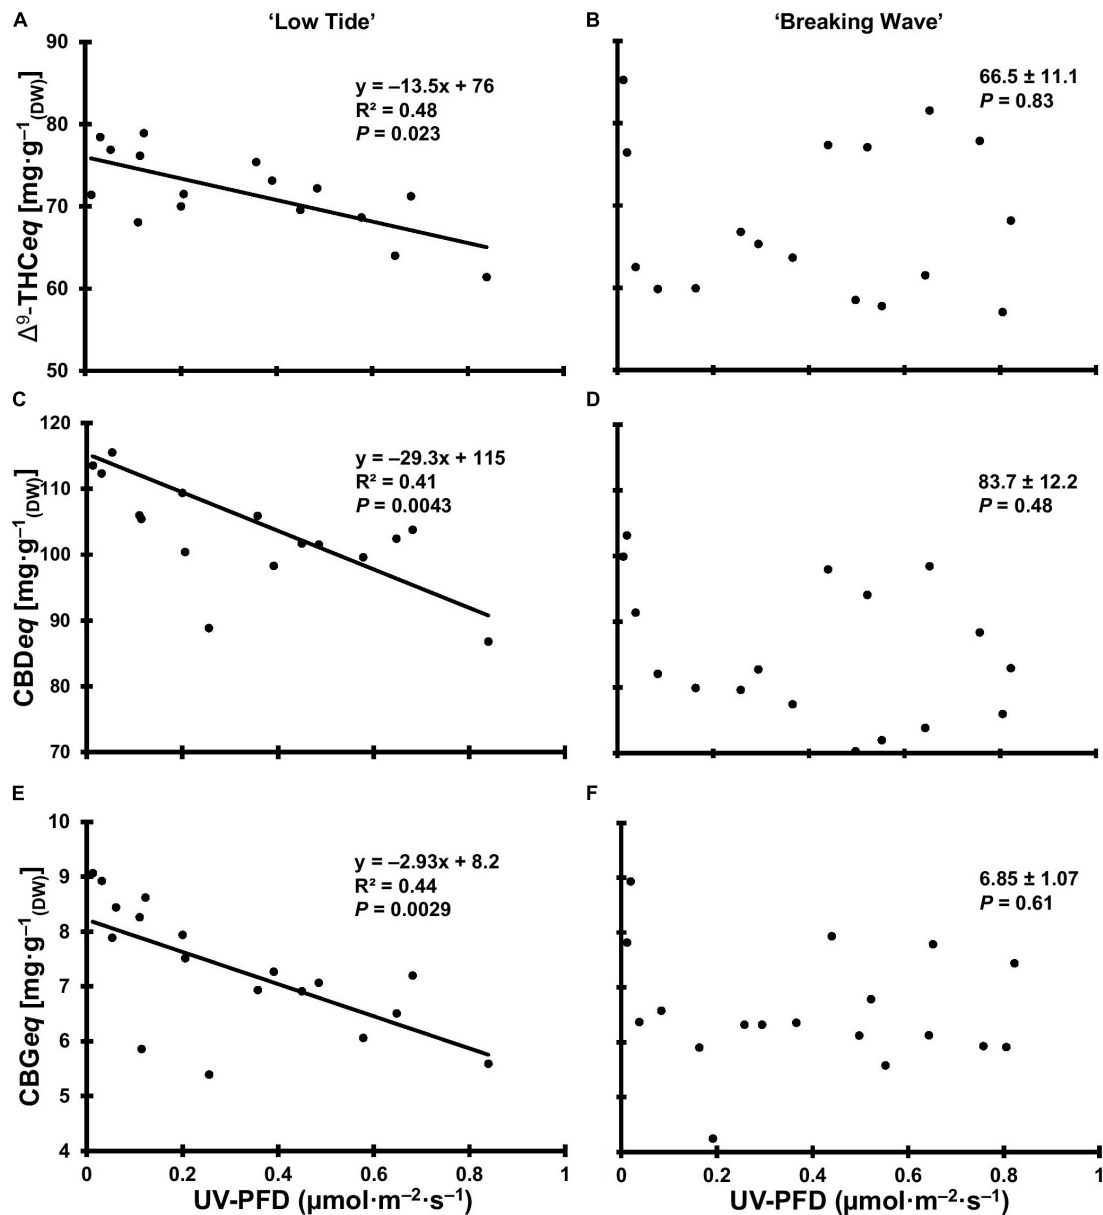 A
'Low Tide'
B
'Breaking Wave'
Δ⁹-THCeq [mg·g⁻¹(DW)]
90
80
70
60
50
y = –13.5x + 76
R² = 0.48
P = 0.023
66.5 ± 11.1
P = 0.83
C
D
CBDeq [mg·g⁻¹(DW)]
120
110
100
90
80
70
y = –29.3x + 115
R² = 0.41
P = 0.0043
83.7 ± 12.2
P = 0.48
E
F
CBGeq [mg·g⁻¹(DW)]
10
9
8
7
6
5
4
y = –2.93x + 8.2
R² = 0.44
P = 0.0029
6.85 ± 1.07
P = 0.61
0 0.2 0.4 0.6 0.8 1
UV-PFD (μmol·m⁻²·s⁻¹)
0 0.2 0.4 0.6 0.8 1
UV-PFD (μmol·m⁻²·s⁻¹)